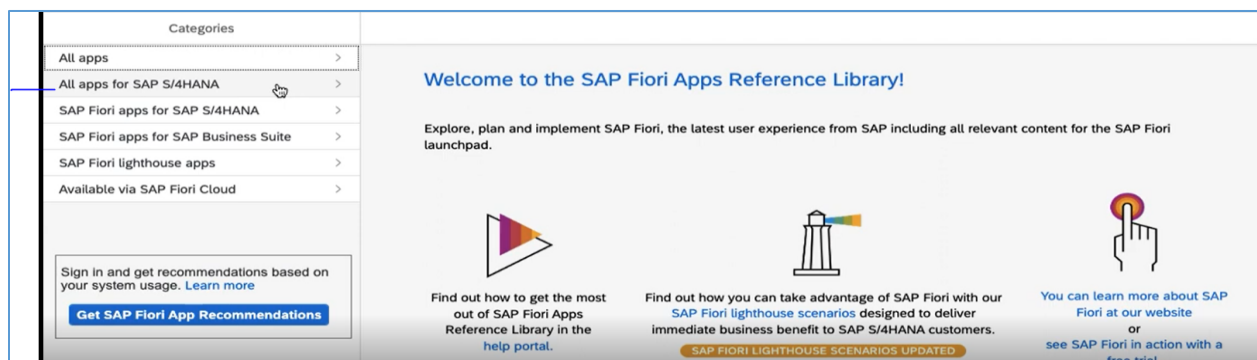 Categories
All apps
All apps for SAP S/4HANA
SAP Fiori apps for SAP S/4HANA
SAP Fiori apps for SAP Business Suite
SAP Fiori lighthouse apps
Available via SAP Fiori Cloud
Sign in and get recommendations based on
your system usage. Learn more
Get SAP Fiori App Recommendations
Welcome to the SAP Fiori Apps Reference Library!
Explore, plan and implement SAP Fiori, the latest user experience from SAP including all relevant content for the SAP Fiori
launchpad.
Find out how to get the most
out of SAP Fiori Apps
Reference Library in the
help portal.
Find out how you can take advantage of SAP Fiori with our
SAP Fiori lighthouse scenarios designed to deliver
immediate business benefit to SAP S/4HANA customers.
SAP FIORI LIGHTHOUSE SCENARIOS UPDATED
You can learn more about SAP
Fiori at our website
or
see SAP Fiori in action with a
free trial